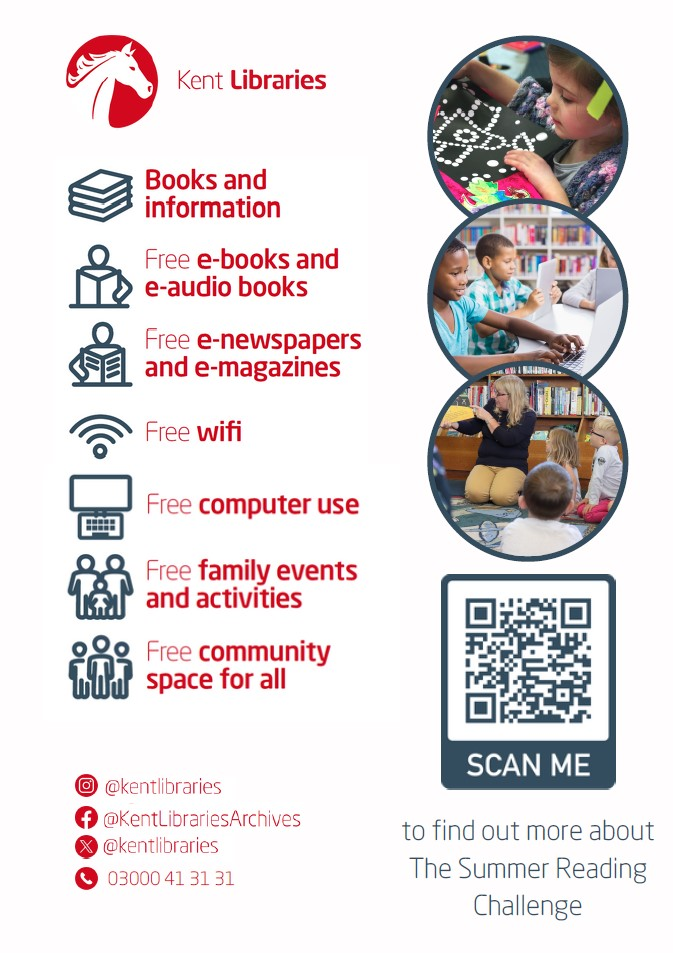 Kent Libraries
Books and
information
Free e-books and
e-audio books
Free e-newspapers
and e-magazines
Free wifi
Free computer use
Free family events
and activities
Free community
space for all
@kentlibraries
@KentLibrariesArchives
@kentlibraries
03000 41 31 31
SCAN ME
to find out more about
The Summer Reading
Challenge